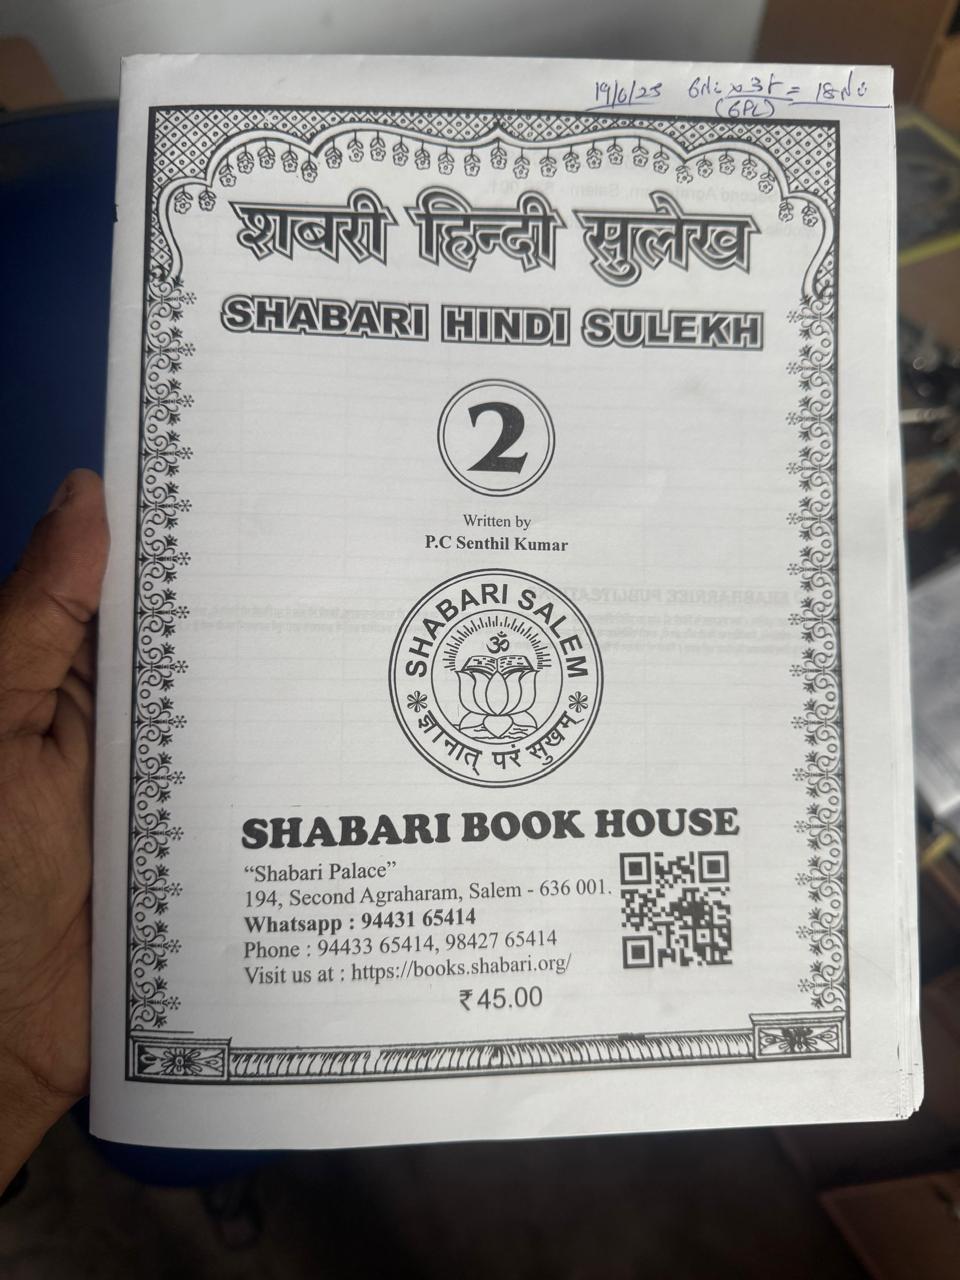 19/6/25
शबरी हिन्दी सुलेख
SHABARI HINDI SULEKH
2
Written by
P.C Senthil Kumar
SHABARI SALEM
ॐ
ज्ञानात् परं सुखम्
SHABARI BOOK HOUSE
“Shabari Palace”
194, Second Agraharam, Salem - 636 001.
Whatsapp : 94431 65414
Phone : 94433 65414, 98427 65414
Visit us at : https://books.shabari.org/
₹ 45.00